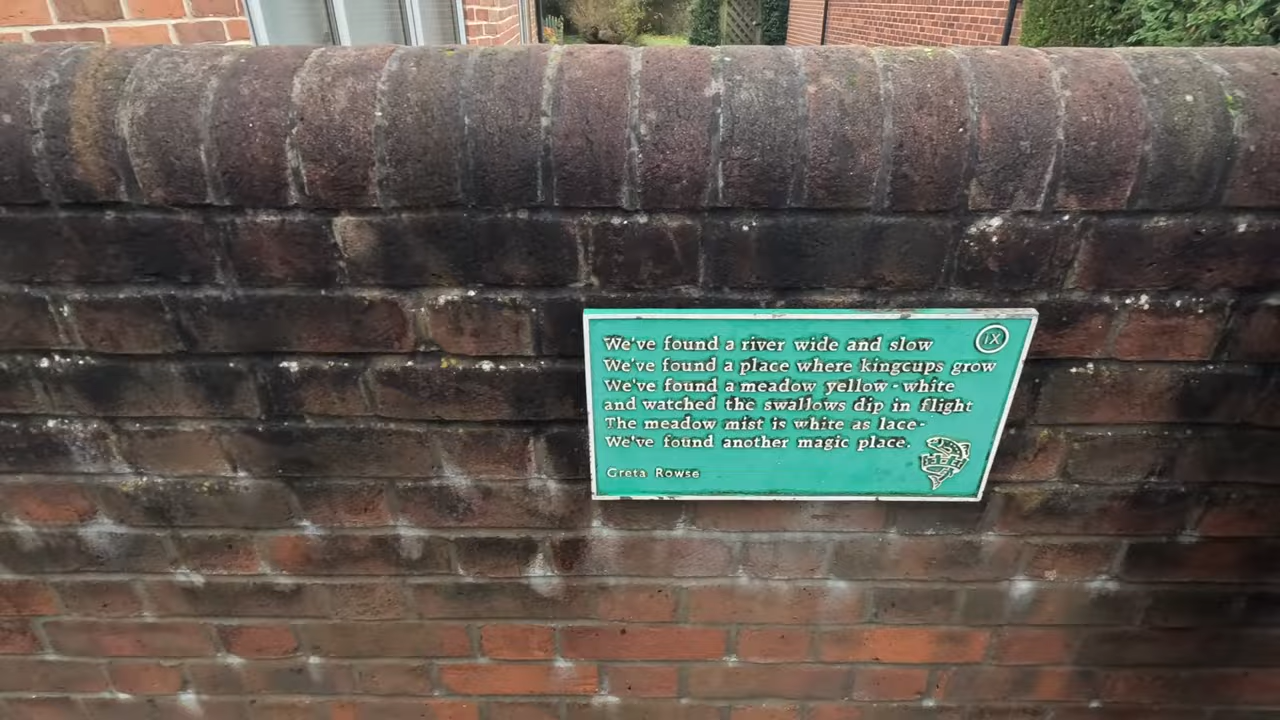 We've found a river wide and slow
We've found a place where kingcups grow
We've found a meadow yellow-white
and watched the swallows dip in flight
The meadow mist is white as lace-
We've found another magic place.
Greta Rowse
IX